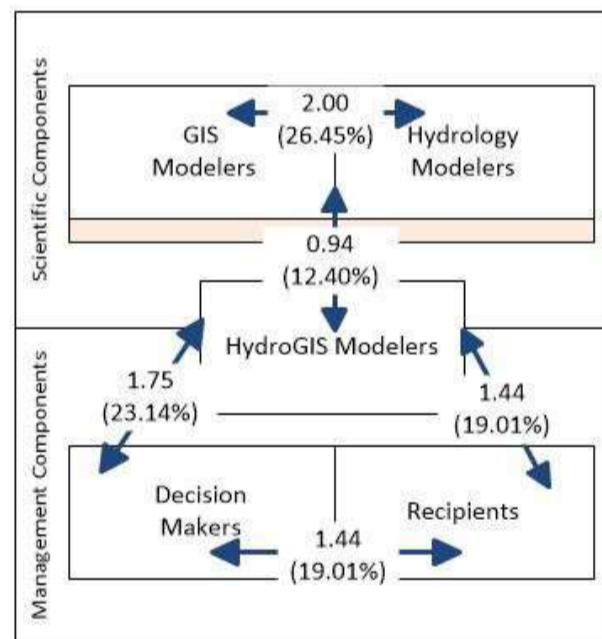 Scientific Components
2.00
(26.45%)
GIS
Modelers
Hydrology
Modelers
0.94
(12.40%)
HydroGIS Modelers
Management Components
1.75
(23.14%)
1.44
(19.01%)
Decision
Makers
Recipients
1.44
(19.01%)